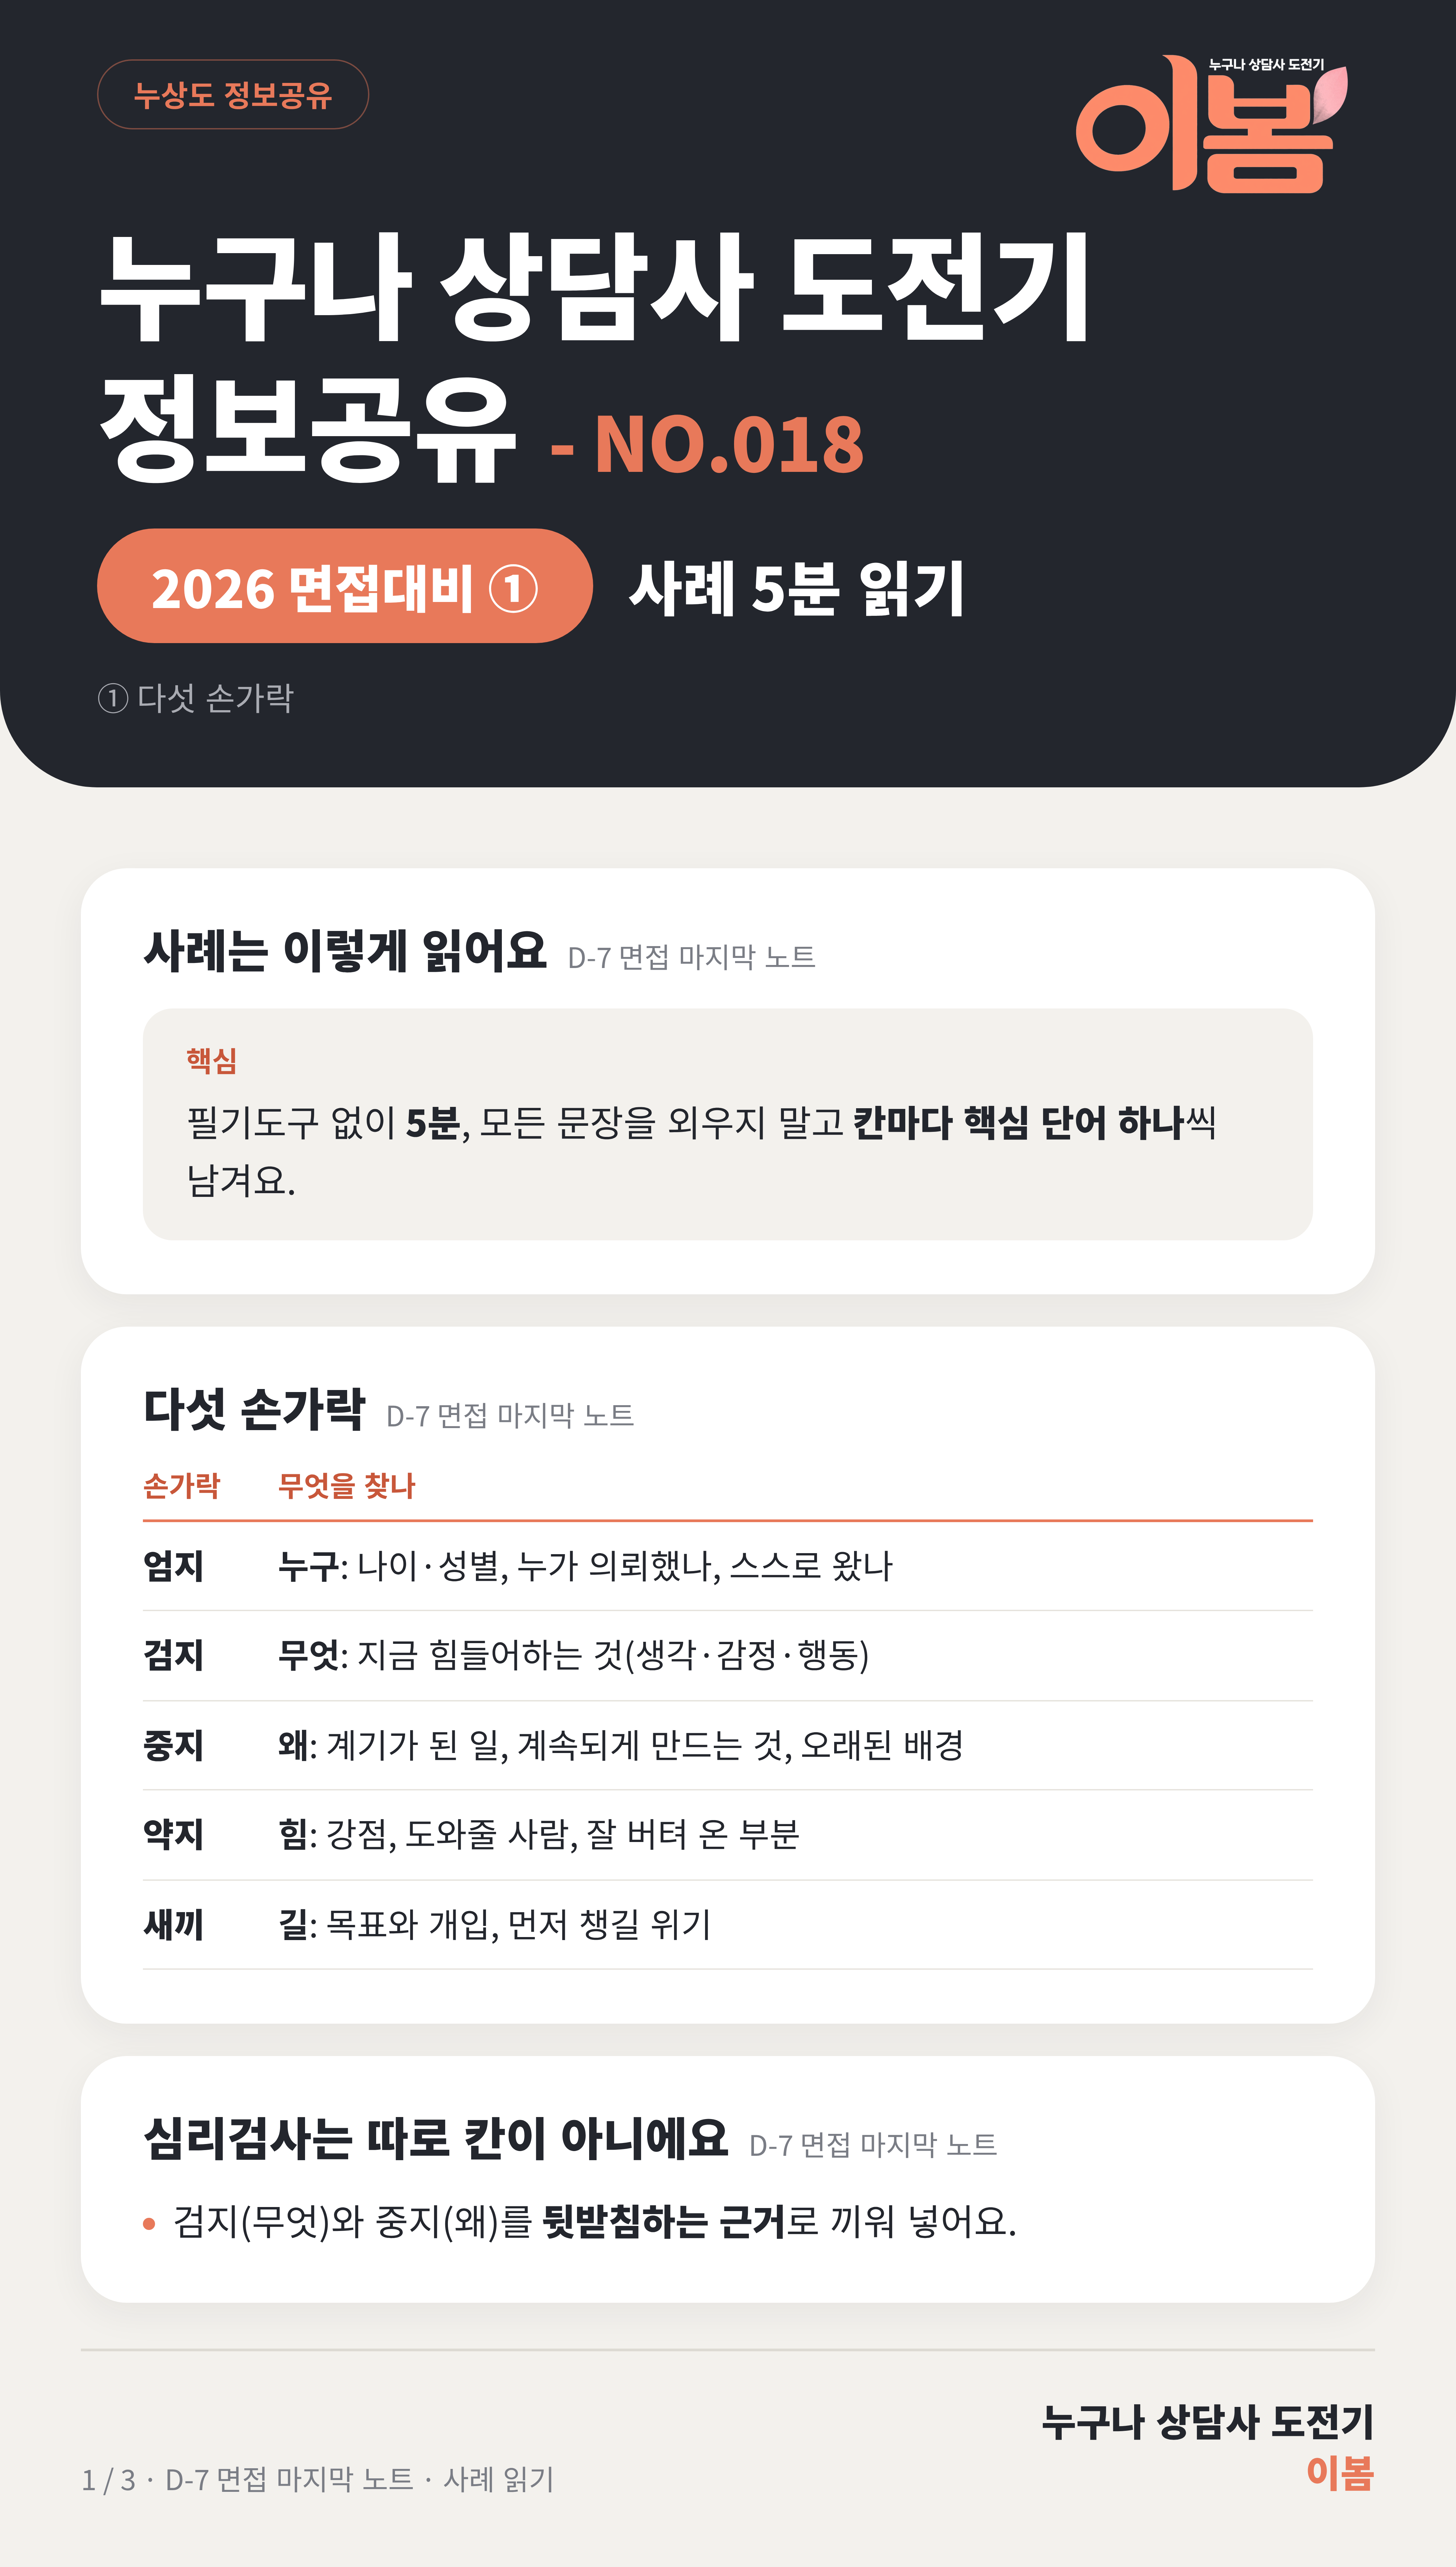 누상도 정보공유
누구나 상담사 도전기
이봄
누구나 상담사 도전기
정보공유 - NO.018
2026 면접대비 ① 사례 5분 읽기
① 다섯 손가락
사례는 이렇게 읽어요 D-7 면접 마지막 노트
핵심
필기도구 없이 5분, 모든 문장을 외우지 말고 칸마다 핵심 단어 하나씩
남겨요.
다섯 손가락 D-7 면접 마지막 노트
손가락 무엇을 찾나
엄지 누구: 나이·성별, 누가 의뢰했나, 스스로 왔나
검지 무엇: 지금 힘들어하는 것(생각·감정·행동)
중지 왜: 계기가 된 일, 계속되게 만드는 것, 오래된 배경
약지 힘: 강점, 도와줄 사람, 잘 버텨 온 부분
새끼 길: 목표와 개입, 먼저 챙길 위기
심리검사는 따로 칸이 아니에요 D-7 면접 마지막 노트
• 검지(무엇)와 중지(왜)를 뒷받침하는 근거로 끼워 넣어요.
누구나 상담사 도전기
1 / 3 · D-7 면접 마지막 노트 · 사례 읽기
이봄